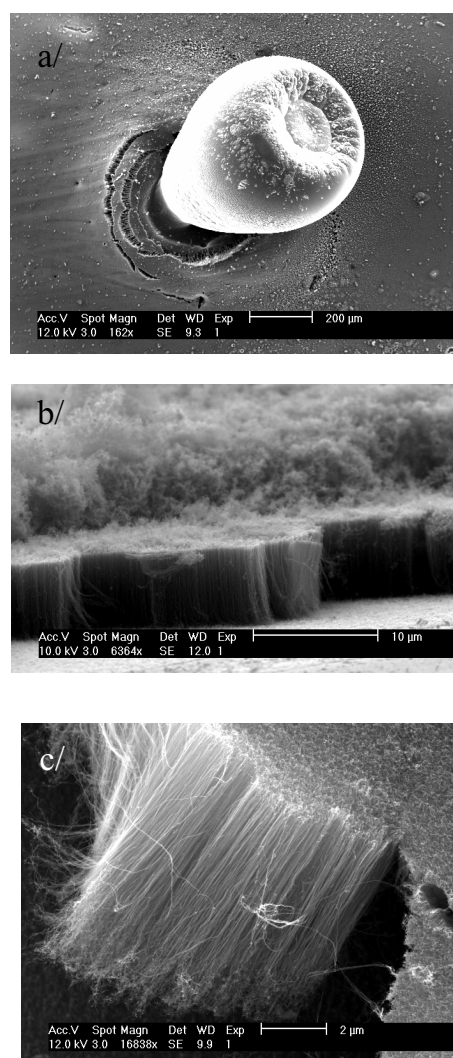 a/
Acc.V Spot Magn Det WD Exp 200 µm
12.0 kV 3.0 162x SE 9.3 1
b/
Acc.V Spot Magn Det WD Exp 10 µm
10.0 kV 3.0 6364x SE 12.0 1
c/
Acc.V Spot Magn Det WD Exp 2 µm
12.0 kV 3.0 16838x SE 9.9 1